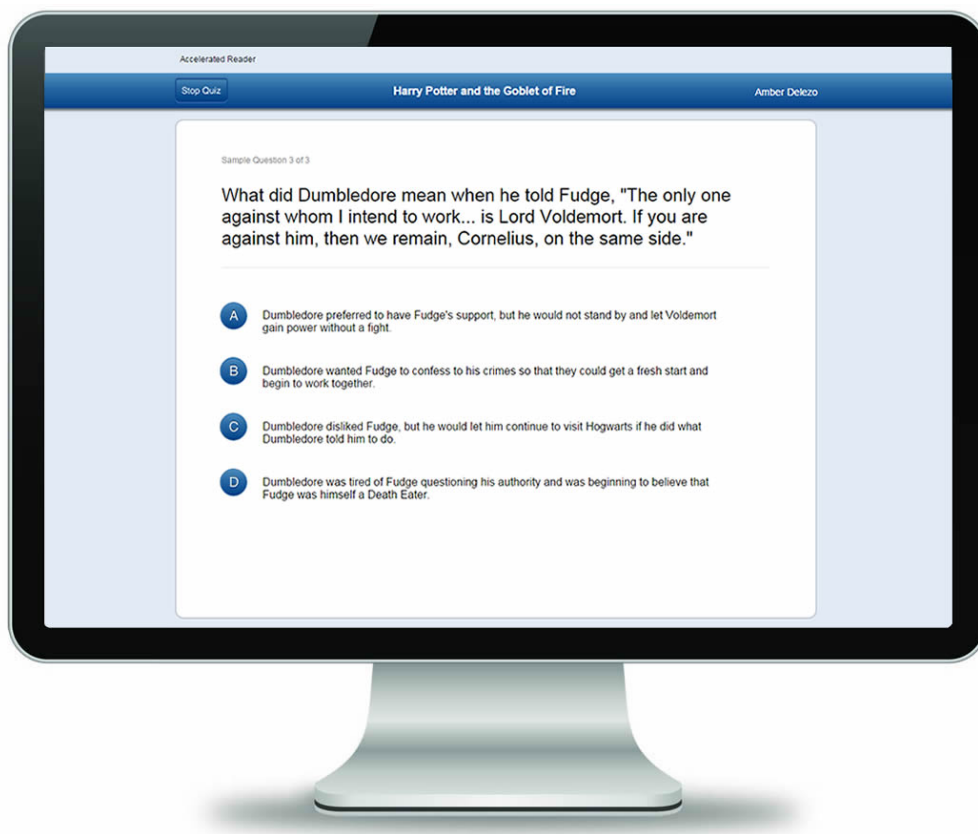 Accelerated Reader
Stop Quiz
Harry Potter and the Goblet of Fire
Amber Delezo
Sample Question 3 of 3
What did Dumbledore mean when he told Fudge, "The only one
against whom I intend to work... is Lord Voldemort. If you are
against him, then we remain, Cornelius, on the same side."
A
Dumbledore preferred to have Fudge's support, but he would not stand by and let Voldemort
gain power without a fight.
B
Dumbledore wanted Fudge to confess to his crimes so that they could get a fresh start and
begin to work together.
C
Dumbledore disliked Fudge, but he would let him continue to visit Hogwarts if he did what
Dumbledore told him to do.
D
Dumbledore was tired of Fudge questioning his authority and was beginning to believe that
Fudge was himself a Death Eater.